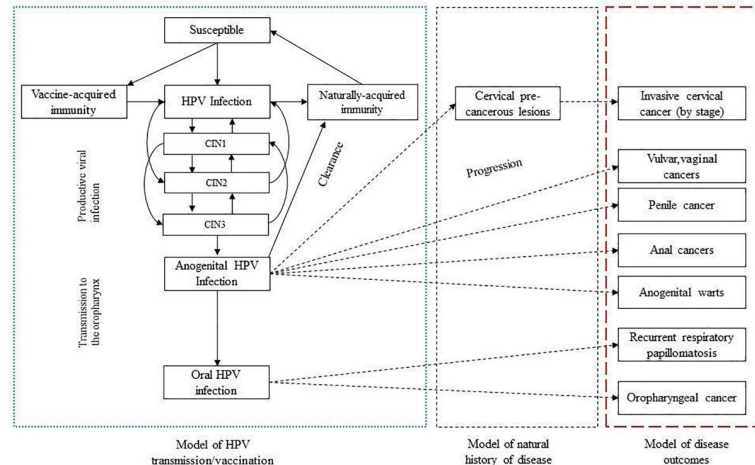 Susceptible
Vaccine-acquired
immunity
HPV Infection
Naturally-acquired
immunity
Cervical pre-
cancerous lesions
Invasive cervical
cancer (by stage)
CIN1
CIN2
CIN3
Productive viral
infection
Clearance
Progression
Vulvar,vaginal
cancers
Penile cancer
Anal cancers
Anogenital HPV
Infection
Anogenital warts
Transmission to
the oropharynx
Recurrent respiratory
papillomatosis
Oral HPV
infection
Oropharyngeal cancer
Model of HPV
transmission/vaccination
Model of natural
history of disease
Model of disease
outcomes